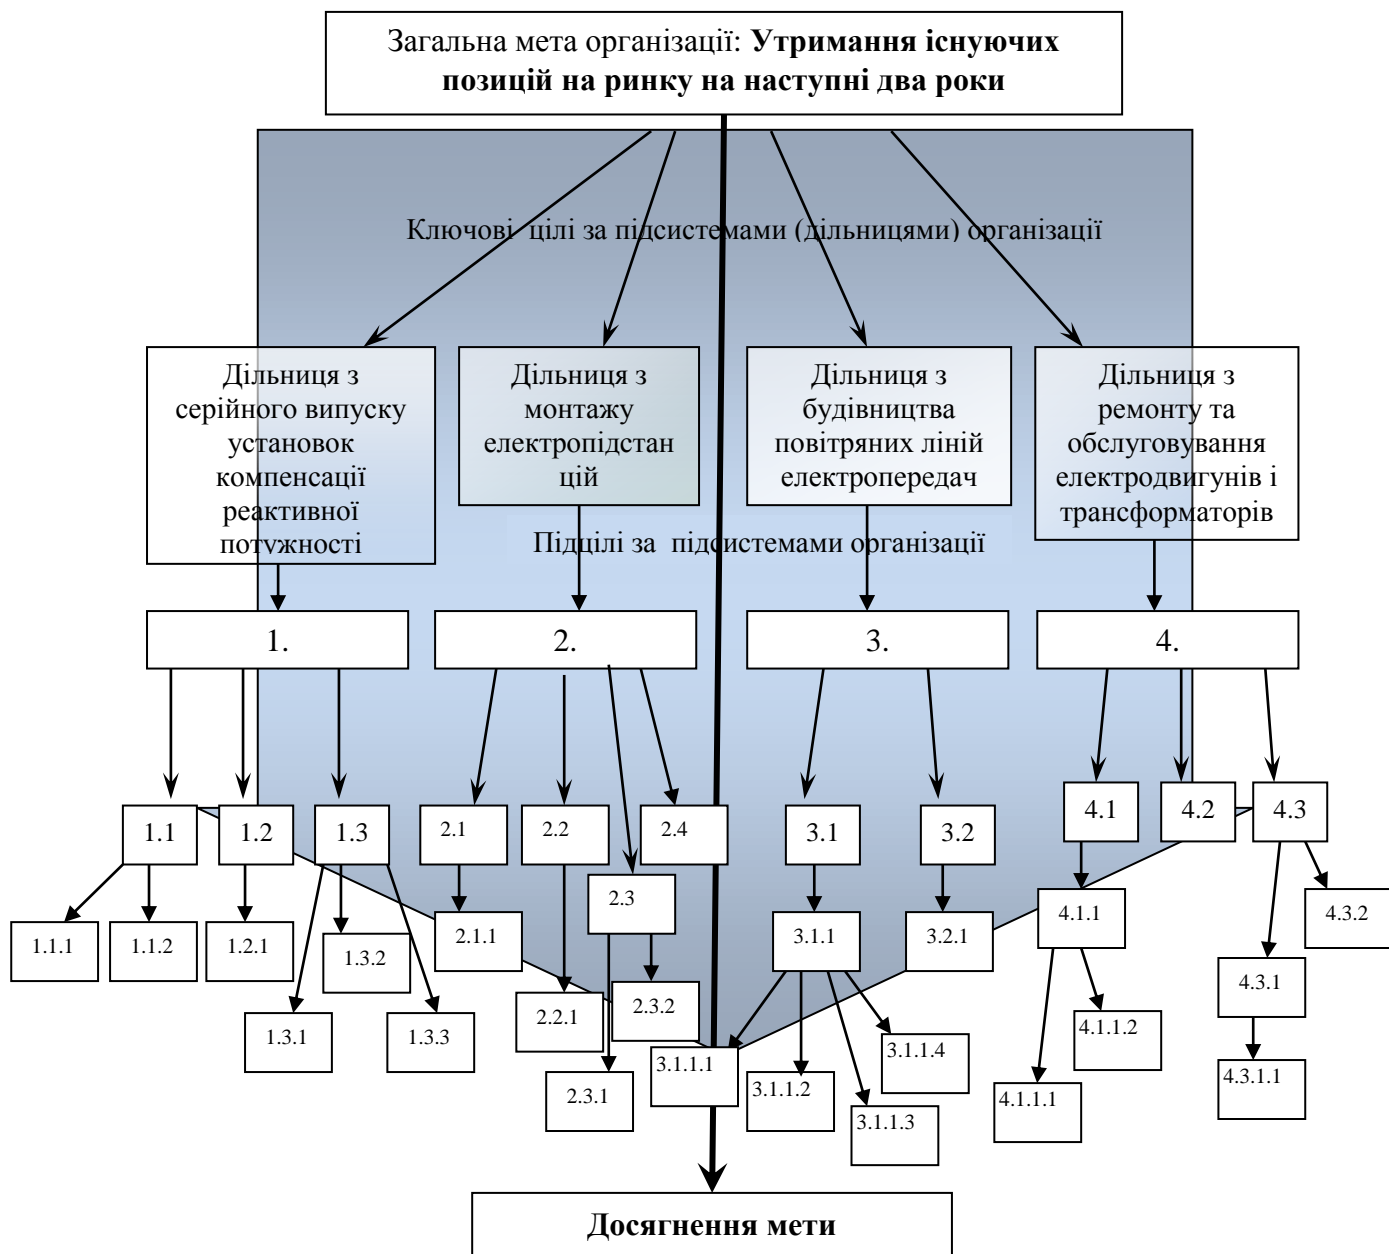 Загальна мета організації: Утримання існуючих
позицій на ринку на наступні два роки
Ключові цілі за підсистемами (дільницями) організації
Дільниця з
серійного випуску
установок
компенсації
реактивної
потужності
Дільниця з
монтажу
електропідстан
цій
Дільниця з
будівництва
повітряних ліній
електропередач
Дільниця з
ремонту та
обслуговування
електродвигунів і
трансформаторів
Підцілі за підсистемами організації
1.
2.
3.
4.
1.1
1.2
1.3
2.1
2.2
2.3
2.4
3.1
3.2
4.1
4.2
4.3
1.1.1
1.1.2
1.2.1
1.3.2
1.3.1
1.3.3
2.1.1
2.2.1
2.3.2
2.3.1
3.1.1
3.2.1
3.1.1.1
3.1.1.2
3.1.1.3
3.1.1.4
4.1.1
4.1.1.1
4.1.1.2
4.3.1
4.3.2
4.3.1.1
Досягнення мети